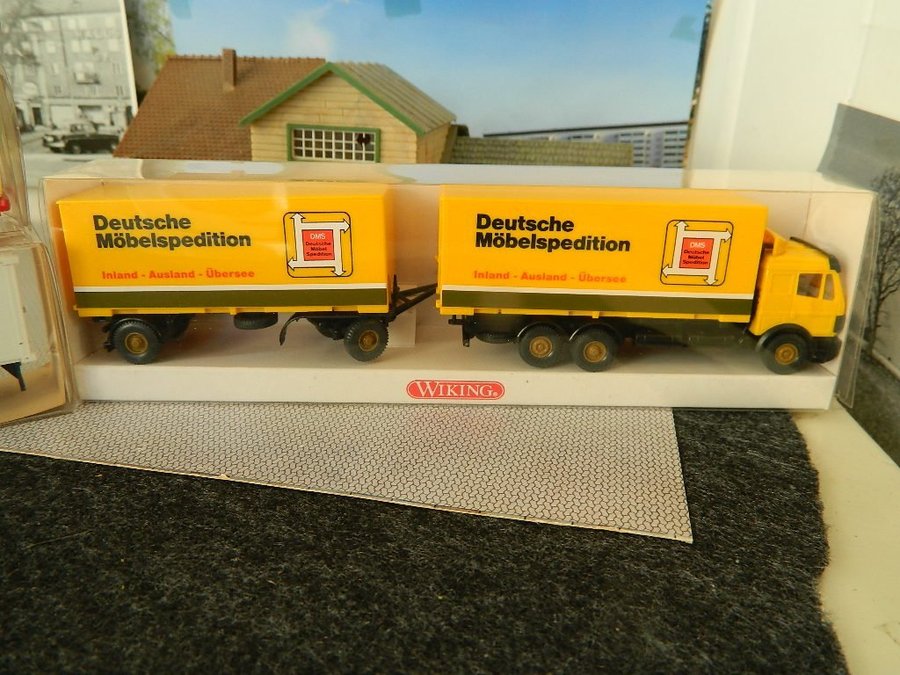 Deutsche
Möbelspedition
DMS
Deutsche
Möbel
Spedition
Inland - Ausland - Übersee
Deutsche
Möbelspedition
DMS
Deutsche
Möbel
Spedition
Inland - Ausland - Übersee
WIKING